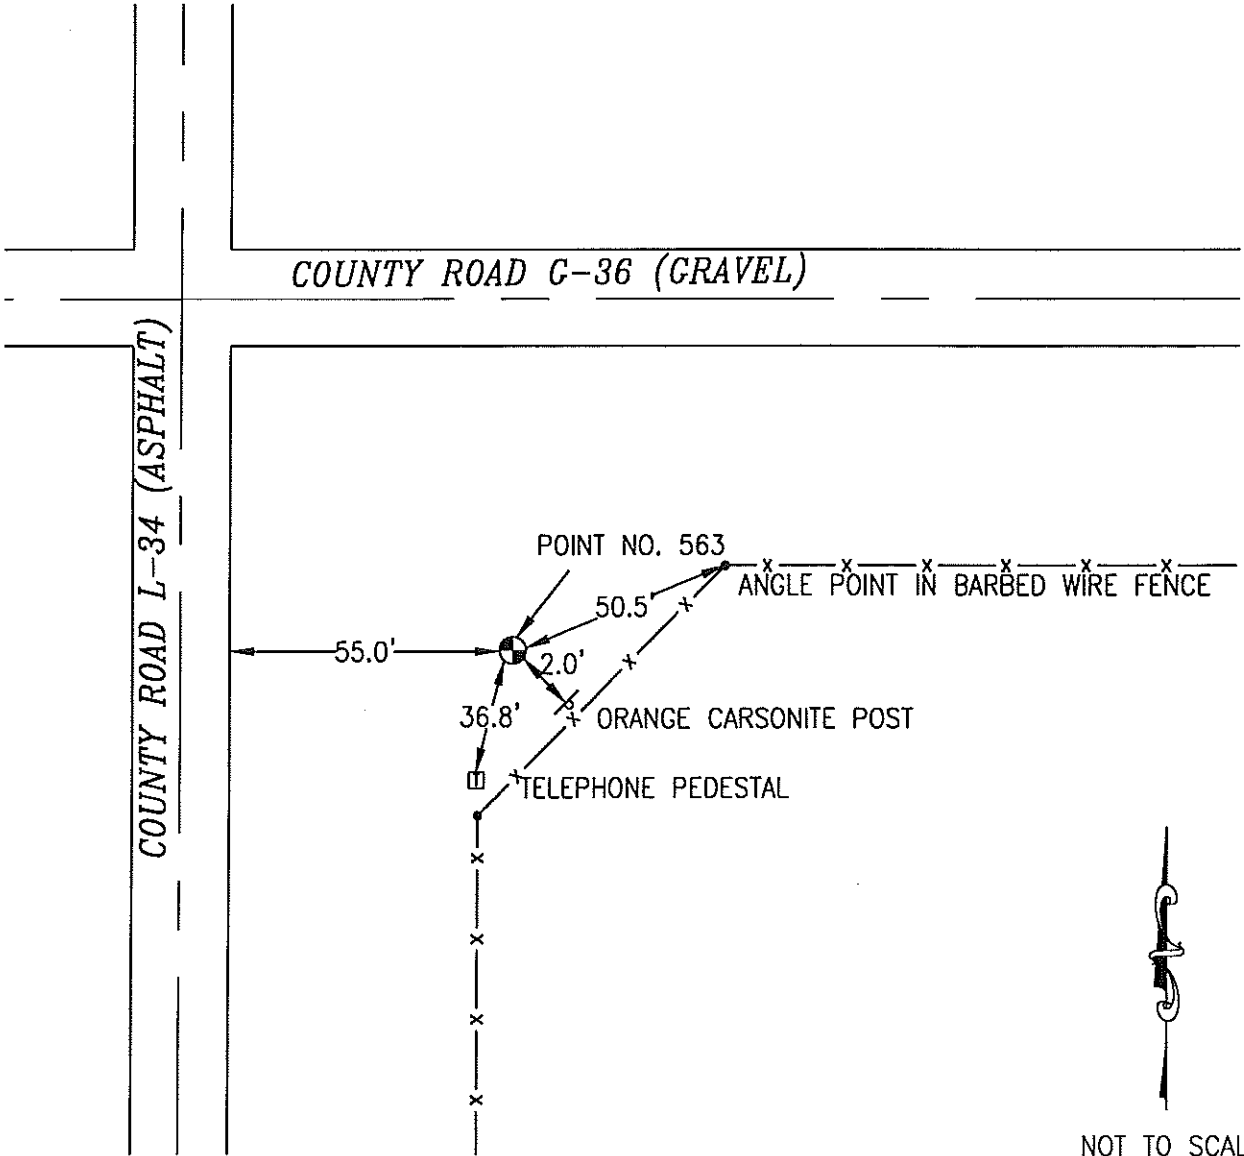 COUNTY ROAD G-36 (GRAVEL)
COUNTY ROAD L-34 (ASPHALT)
POINT NO. 563
ANGLE POINT IN BARBED WIRE FENCE
50.5'
55.0'
2.0'
36.8'
ORANGE CARSONITE POST
T
TELEPHONE PEDESTAL
NOT TO SCAL